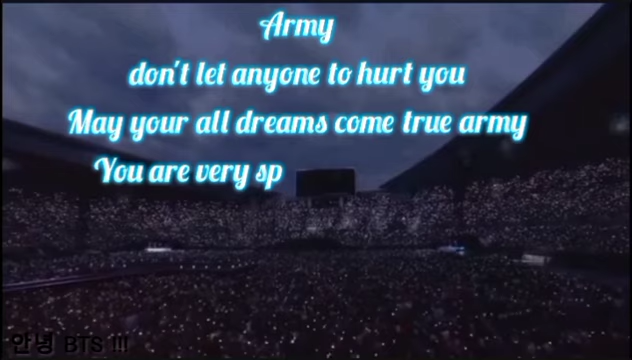 Army
don't let anyone to hurt you
May your all dreams come true army
You are very sp
안녕 BTS !!!